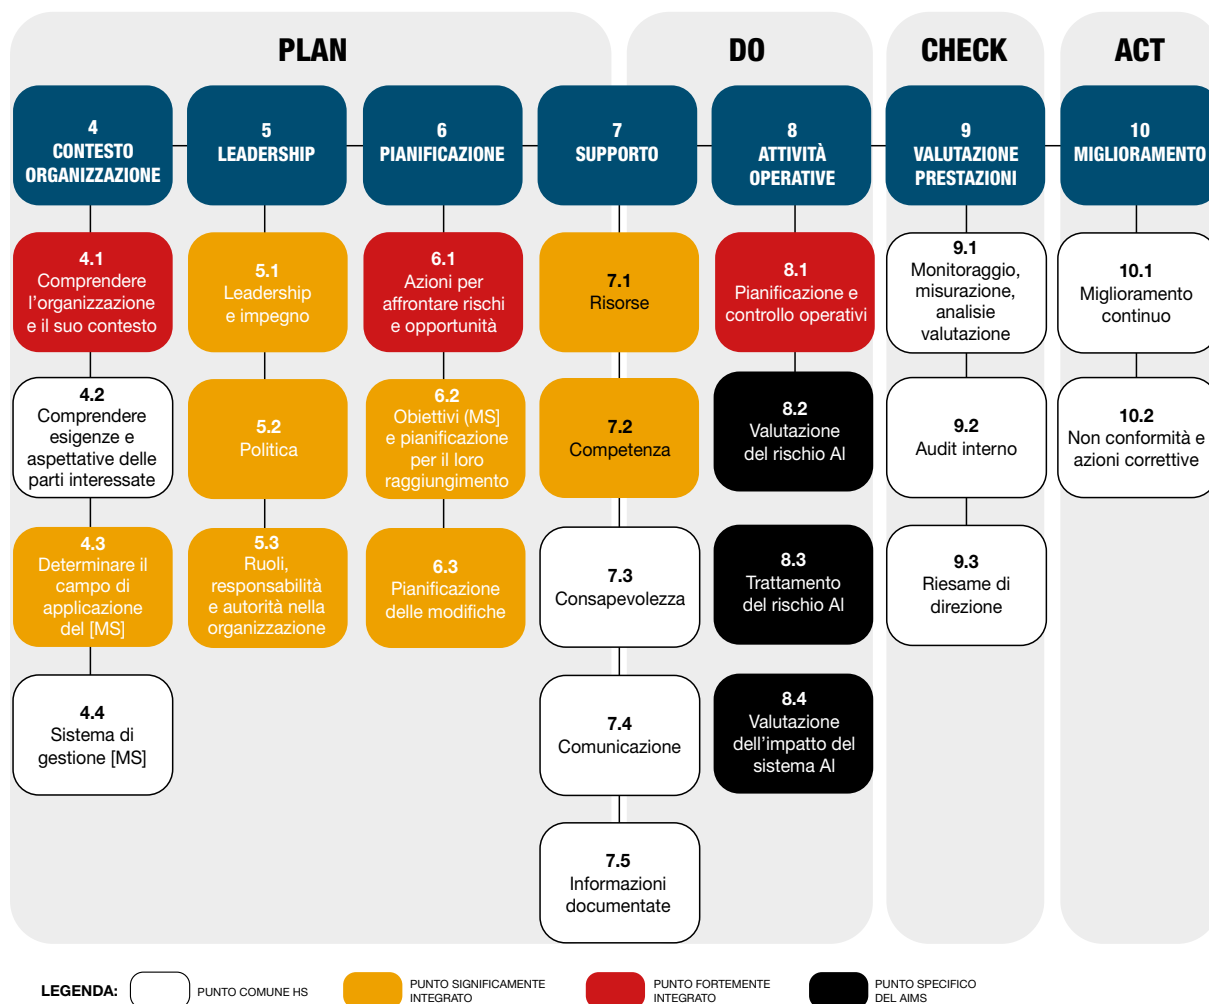 PLAN
DO
CHECK
ACT
4
CONTESTO
ORGANIZZAZIONE
5
LEADERSHIP
6
PIANIFICAZIONE
7
SUPPORTO
8
ATTIVITÀ
OPERATIVE
9
VALUTAZIONE
PRESTAZIONI
10
MIGLIORAMENTO
4.1
Comprendere
l'organizzazione
e il suo contesto
5.1
Leadership
e impegno
6.1
Azioni per
affrontare rischi
e opportunità
7.1
Risorse
8.1
Pianificazione e
controllo operativi
9.1
Monitoraggio,
misurazione,
analisie
valutazione
10.1
Miglioramento
continuo
4.2
Comprendere
esigenze e
aspettative delle
parti interessate
5.2
Politica
6.2
Obiettivi (MS]
e pianificazione
per il loro
raggiungimento
7.2
Competenza
8.2
Valutazione
del rischio AI
9.2
Audit interno
10.2
Non conformità e
azioni correttive
4.3
Determinare il
campo di
applicazione
del [MS]
5.3
Ruoli,
responsabilità
e autorità nella
organizzazione
6.3
Pianificazione
delle modifiche
7.3
Consapevolezza
8.3
Trattamento
del rischio AI
9.3
Riesame di
direzione
4.4
Sistema di
gestione [MS]
7.4
Comunicazione
8.4
Valutazione
dell'impatto del
sistema AI
7.5
Informazioni
documentate
LEGENDA:
PUNTO COMUNE HS
PUNTO SIGNIFICAMENTE
INTEGRATO
PUNTO FORTEMENTE
INTEGRATO
PUNTO SPECIFICO
DEL AIMS